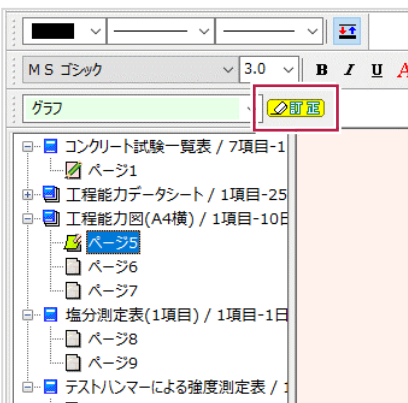 MS ゴシック 3.0 B I U A
グラフ 訂正
コンクリート試験一覧表 / 7項目-1
ページ1
工程能力データシート / 1項目-25
工程能力図(A4横) / 1項目-10日
ページ5
ページ6
ページ7
塩分測定表(1項目) / 1項目-1日
ページ8
ページ9
テストハンマーによる強度測定表 / 1